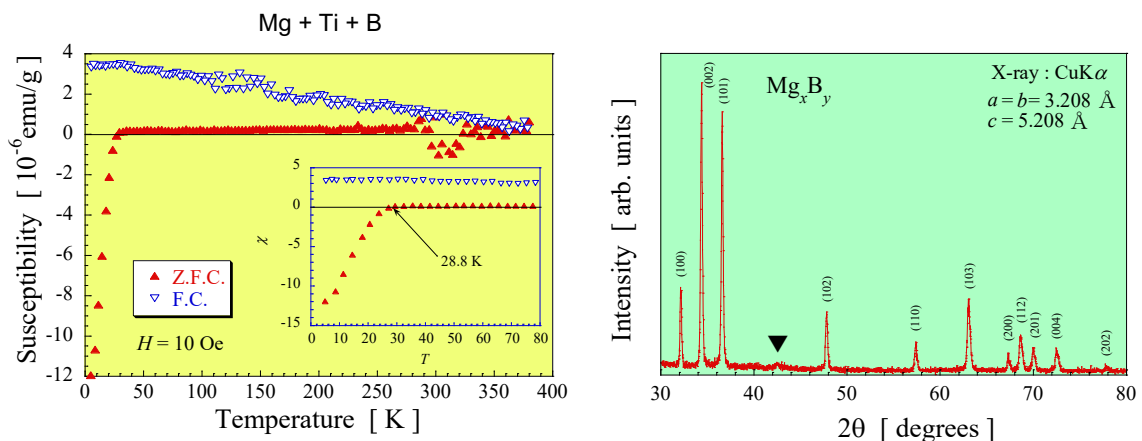 Mg + Ti + B
Susceptibility [ 10-6emu/g ]
4
2
0
-2
-4
-6
-8
-10
-12
0 50 100 150 200 250 300 350 400
Temperature [ K ]
Z.F.C.
F.C.
H = 10 Oe
χ
5
0
-5
-10
-15
0 10 20 30 40 50 60 70 80
T
28.8 K
Intensity [ arb. units ]
MgxBy
X-ray : CuKα
a = b= 3.208 Å
c = 5.208 Å
(100)
(002)
(101)
(102)
(110)
(103)
(200)
(112)
(201)
(004)
(202)
30 40 50 60 70 80
2θ [ degrees ]